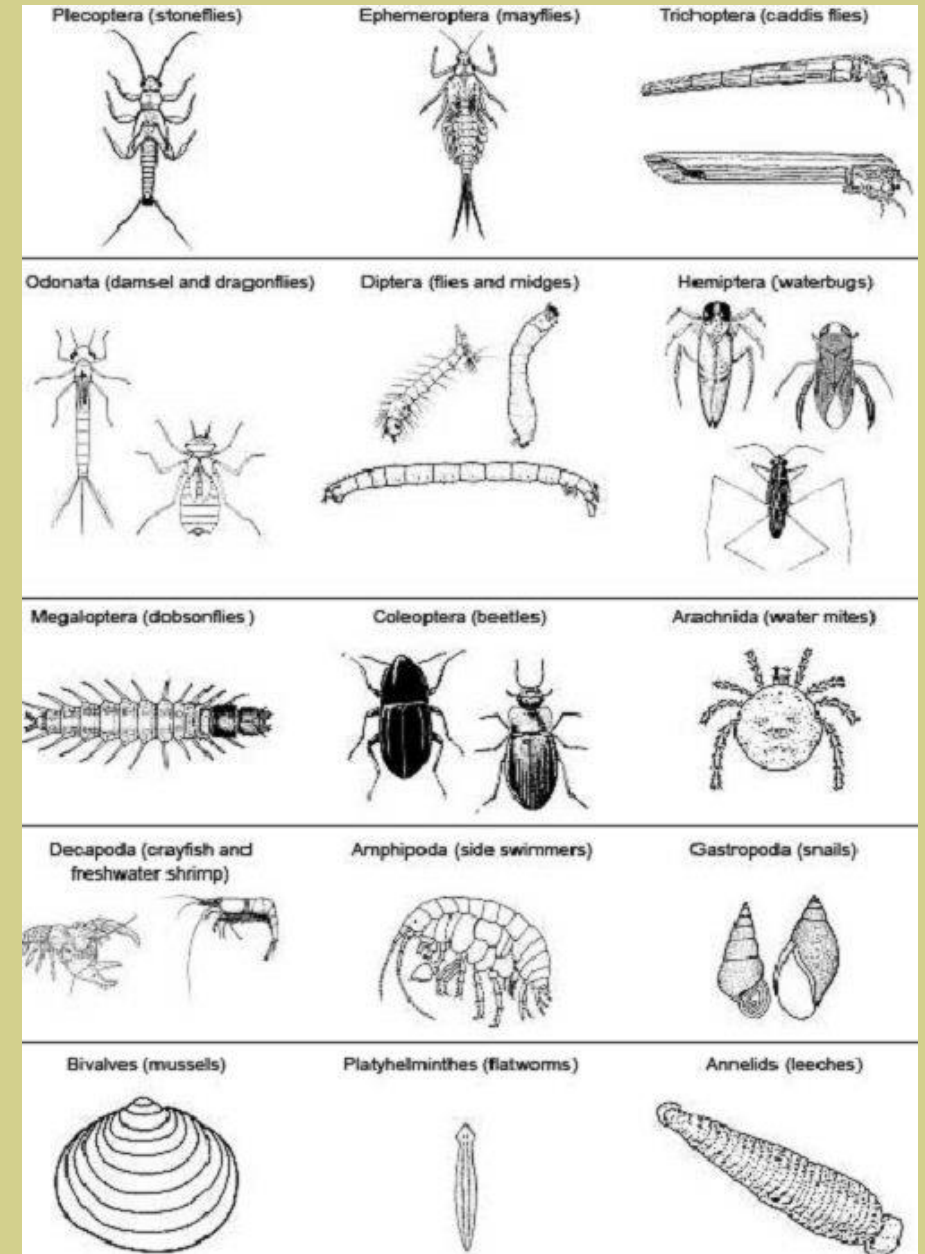 Plecoptera (stoneflies)
Ephemeroptera (mayflies)
Trichoptera (caddis flies)
Odonata (damsel and dragonflies)
Diptera (flies and midges)
Hemiptera (waterbugs)
Megaloptera (dobsonflies)
Coleoptera (beetles)
Arachnida (water mites)
Decapoda (crayfish and
freshwater shrimp)
Amphipoda (side swimmers)
Gastropoda (snails)
Bivalves (mussels)
Platyhelminthes (flatworms)
Annelids (leeches)